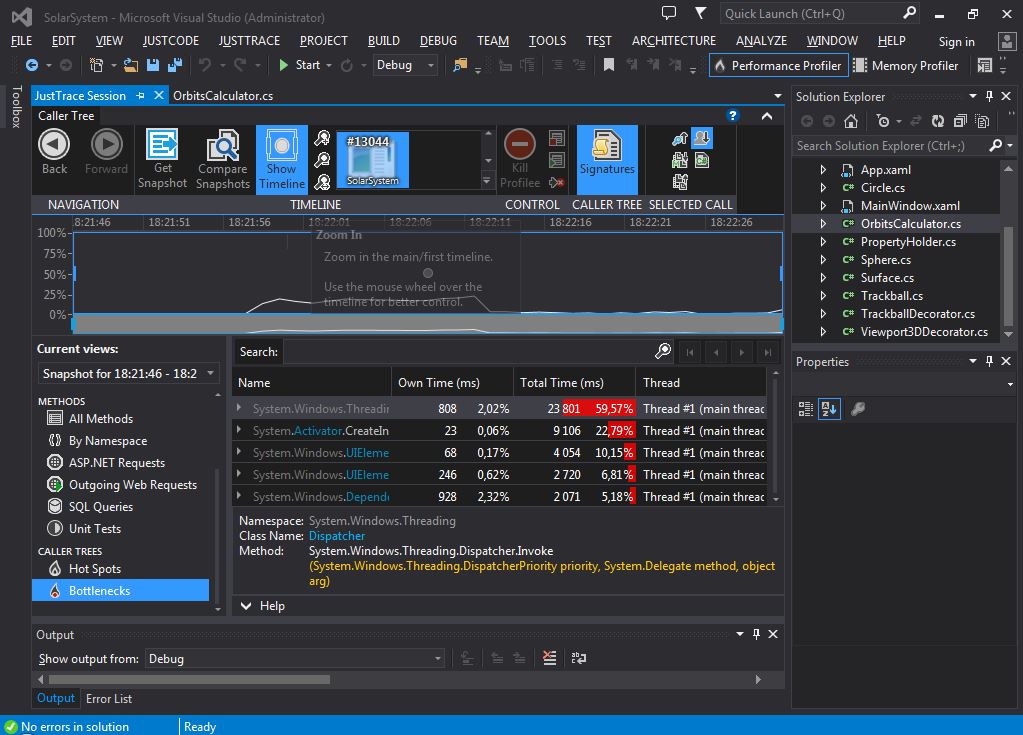 SolarSystem - Microsoft Visual Studio (Administrator)
Quick Launch (Ctrl+Q)
FILE EDIT VIEW JUSTCODE JUSTTRACE PROJECT BUILD DEBUG TEAM TOOLS TEST ARCHITECTURE ANALYZE WINDOW HELP Sign in
Start Debug Performance Profiler Memory Profiler
Toolbox
JustTrace Session OrbitsCalculator.cs
Caller Tree
Back Forward Get Snapshot Compare Snapshots Show Timeline
#13044
SolarSystem
Kill Profilee Signatures
NAVIGATION TIMELINE CONTROL CALLER TREE SELECTED CALL
8:21:46 18:21:51 18:21:56 18:22:01 18:22:06 18:22:11 18:22:16 18:22:21 18:22:26
100%
75%
50%
25%
0%
Zoom In
Zoom in the main/first timeline.
Use the mouse wheel over the
timeline for better control.
Current views:
Snapshot for 18:21:46 - 18:2
METHODS
All Methods
By Namespace
ASP.NET Requests
Outgoing Web Requests
SQL Queries
Unit Tests
CALLER TREES
Hot Spots
Bottlenecks
Search:
Name Own Time (ms) Total Time (ms) Thread
System.Windows.Threadin 808 2,02% 23 801 59,57% Thread #1 (main threac
System.Activator.CreateIn 23 0,06% 9 106 22,79% Thread #1 (main threac
System.Windows.UIEleme 68 0,17% 4 054 10,15% Thread #1 (main threac
System.Windows.UIEleme 246 0,62% 2 720 6,81% Thread #1 (main threac
System.Windows.Depende 928 2,32% 2 071 5,18% Thread #1 (main threac
Namespace: System.Windows.Threading
Class Name: Dispatcher
Method: System.Windows.Threading.Dispatcher.Invoke
(System.Windows.Threading.DispatcherPriority priority, System.Delegate method, object
arg)
Help
Solution Explorer
Search Solution Explorer (Ctrl+;)
App.xaml
C# Circle.cs
MainWindow.xaml
C# OrbitsCalculator.cs
C# PropertyHolder.cs
C# Sphere.cs
C# Surface.cs
C# Trackball.cs
C# TrackballDecorator.cs
C# Viewport3DDecorator.cs
Properties
Output
Show output from: Debug
Output Error List
No errors in solution Ready